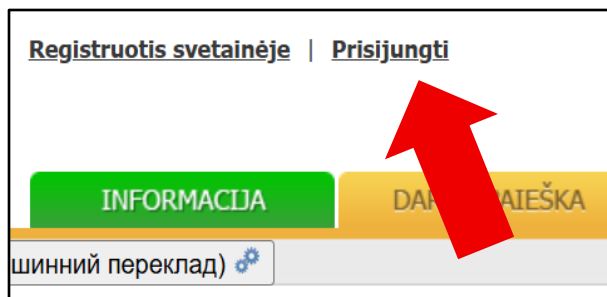 Registruotis svetainėje | Prisijungti
INFORMACIJA
шинний переклад)